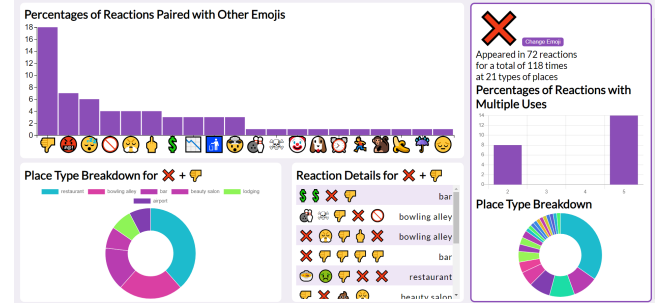 Percentages of Reactions Paired with Other Emojis
18
16
14
12
10
8
6
4
2
0
Place Type Breakdown for ❌ + 👎
restaurant bowling alley bar beauty salon lodging
airport
Reaction Details for ❌ + 👎
bar
bowling alley
bowling alley
bar
restaurant
beauty salon
Change Emoji
Appeared in 72 reactions
for a total of 118 times
at 21 types of places
Percentages of Reactions with
Multiple Uses
14
12
10
8
6
4
2
0
2 3 4 5
Place Type Breakdown